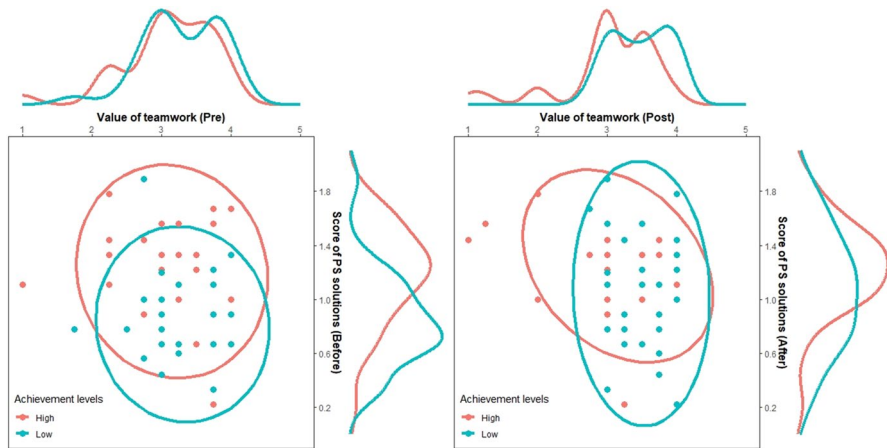 Value of teamwork (Pre)
1 2 3 4 5
1.8
1.4
1.0
0.6
0.2
Score of PS solutions (Before)
Achievement levels
High
Low
Value of teamwork (Post)
1 2 3 4 5
1.8
1.4
1.0
0.6
0.2
Score of PS solutions (After)
Achievement levels
High
Low